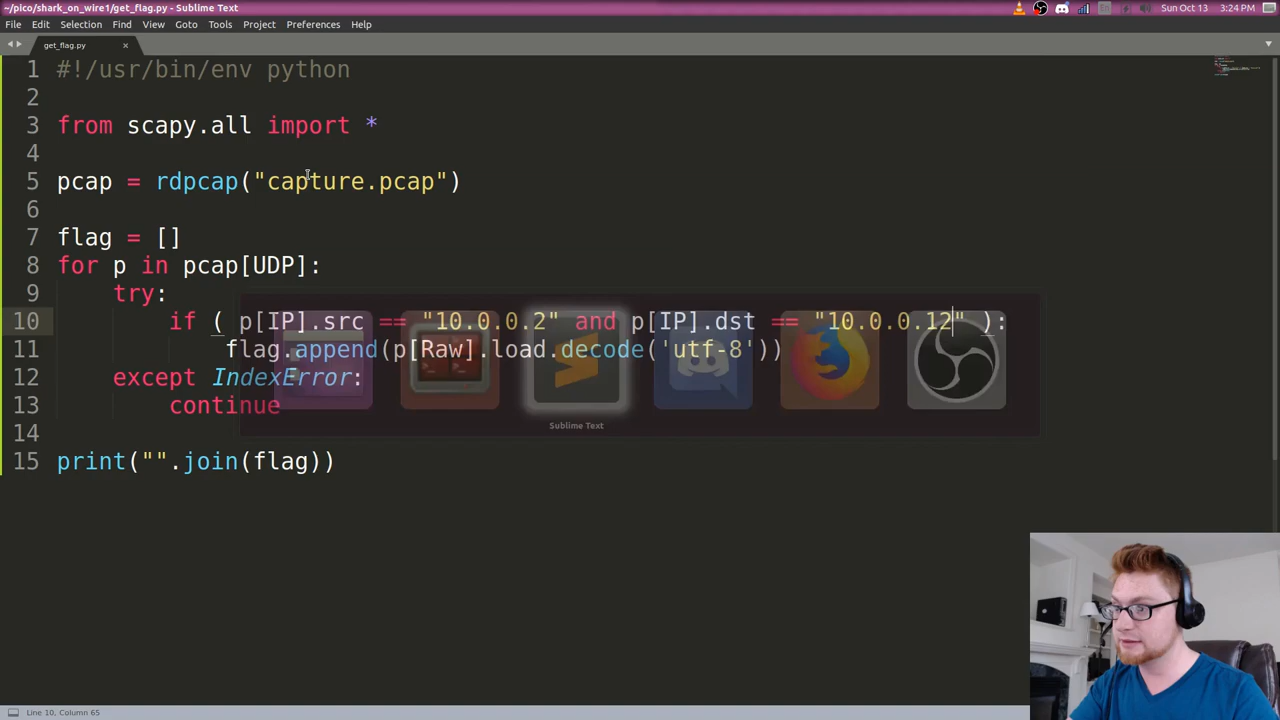 ~/pico/shark_on_wire1/get_flag.py - Sublime Text
Sun Oct 13 3:24 PM
File Edit Selection Find View Goto Tools Project Preferences Help
get_flag.py ×
1 #!/usr/bin/env python
2
3 from scapy.all import *
4
5 pcap = rdpcap("capture.pcap")
6
7 flag = []
8 for p in pcap[UDP]:
9 try:
10 if ( p[IP].src == "10.0.0.2" and p[IP].dst == "10.0.0.12" ):
11 flag.append(p[Raw].load.decode('utf-8'))
12 except IndexError:
13 continue
14
15 print("".join(flag))
Sublime Text
Line 10, Column 65